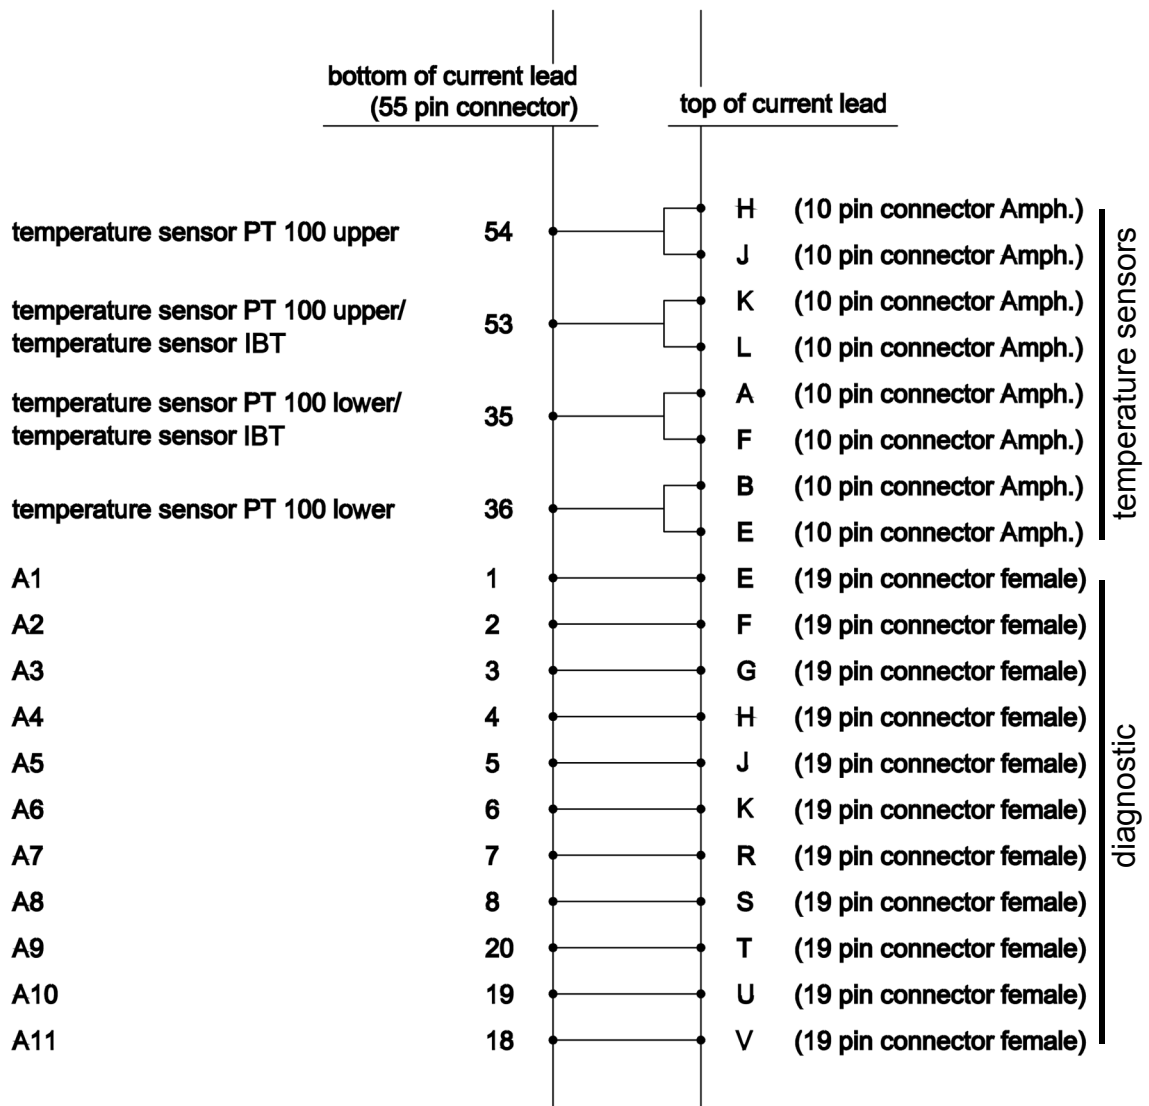 bottom of current lead
(55 pin connector)
top of current lead
temperature sensor PT 100 upper 54 H (10 pin connector Amph.)
J (10 pin connector Amph.)
temperature sensor PT 100 upper/
temperature sensor IBT 53 K (10 pin connector Amph.)
L (10 pin connector Amph.)
temperature sensor PT 100 lower/
temperature sensor IBT 35 A (10 pin connector Amph.)
F (10 pin connector Amph.)
temperature sensor PT 100 lower 36 B (10 pin connector Amph.)
E (10 pin connector Amph.)
temperature sensors
A1 1 E (19 pin connector female)
A2 2 F (19 pin connector female)
A3 3 G (19 pin connector female)
A4 4 H (19 pin connector female)
A5 5 J (19 pin connector female)
A6 6 K (19 pin connector female)
A7 7 R (19 pin connector female)
A8 8 S (19 pin connector female)
A9 20 T (19 pin connector female)
A10 19 U (19 pin connector female)
A11 18 V (19 pin connector female)
diagnostic